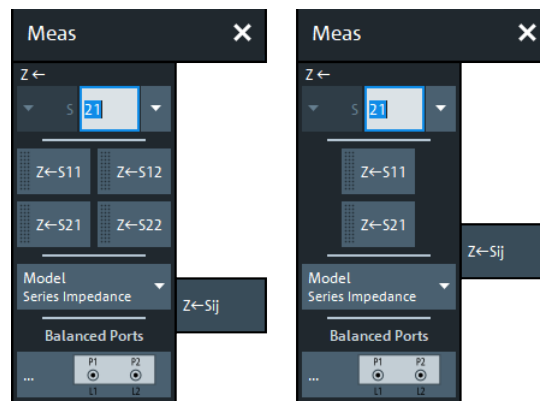 Meas ×
Z←
S 21
Z←S11 Z←S12
Z←S21 Z←S22
Model
Series Impedance
Z←Sij
Balanced Ports
... P1 P2
L1 L2
Meas ×
Z←
S 21
Z←S11
Z←S21
Z←Sij
Model
Series Impedance
Balanced Ports
... P1 P2
L1 L2